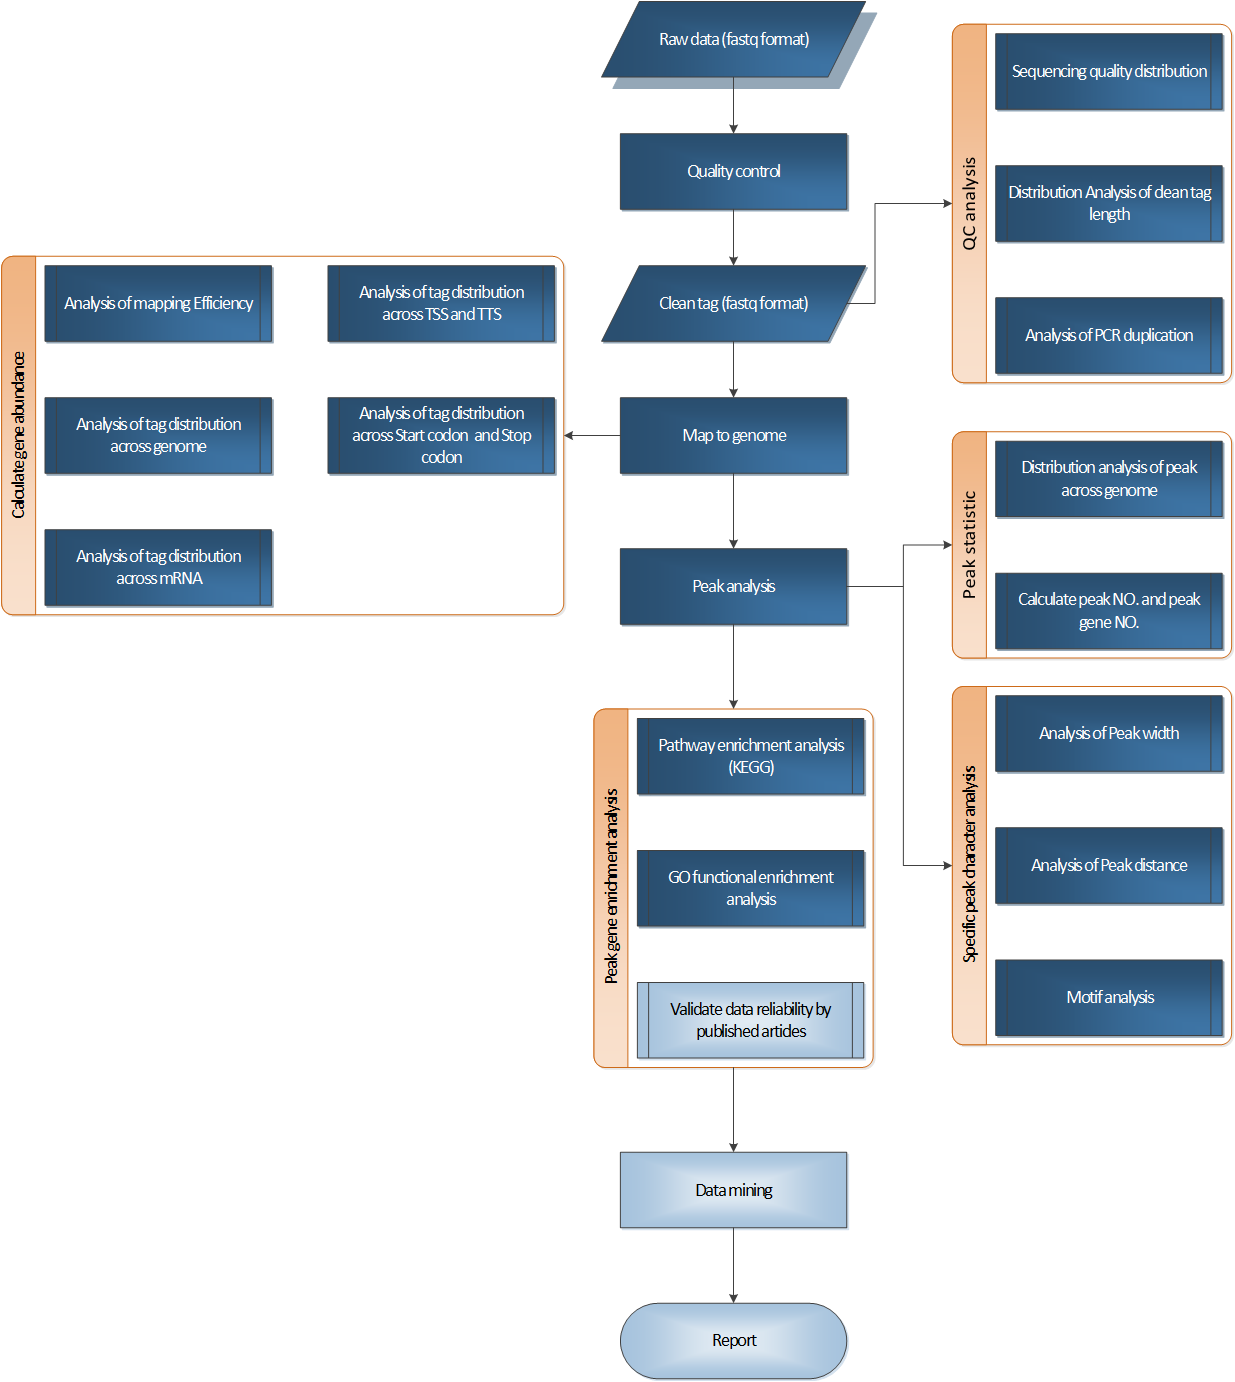 Raw data (fastq format)
Quality control
Clean tag (fastq format)
Map to genome
Peak analysis
QC analysis
Sequencing quality distribution
Distribution Analysis of clean tag
length
Analysis of PCR duplication
Calculate gene abundance
Analysis of mapping Efficiency
Analysis of tag distribution
across TSS and TTS
Analysis of tag distribution
across genome
Analysis of tag distribution
across Start codon and Stop
codon
Analysis of tag distribution
across mRNA
Peak statistic
Distribution analysis of peak
across genome
Calculate peak NO. and peak
gene NO.
Specific peak character analysis
Analysis of Peak width
Analysis of Peak distance
Motif analysis
Peak gene enrichment analysis
Pathway enrichment analysis
(KEGG)
GO functional enrichment
analysis
Validate data reliability by
published articles
Data mining
Report